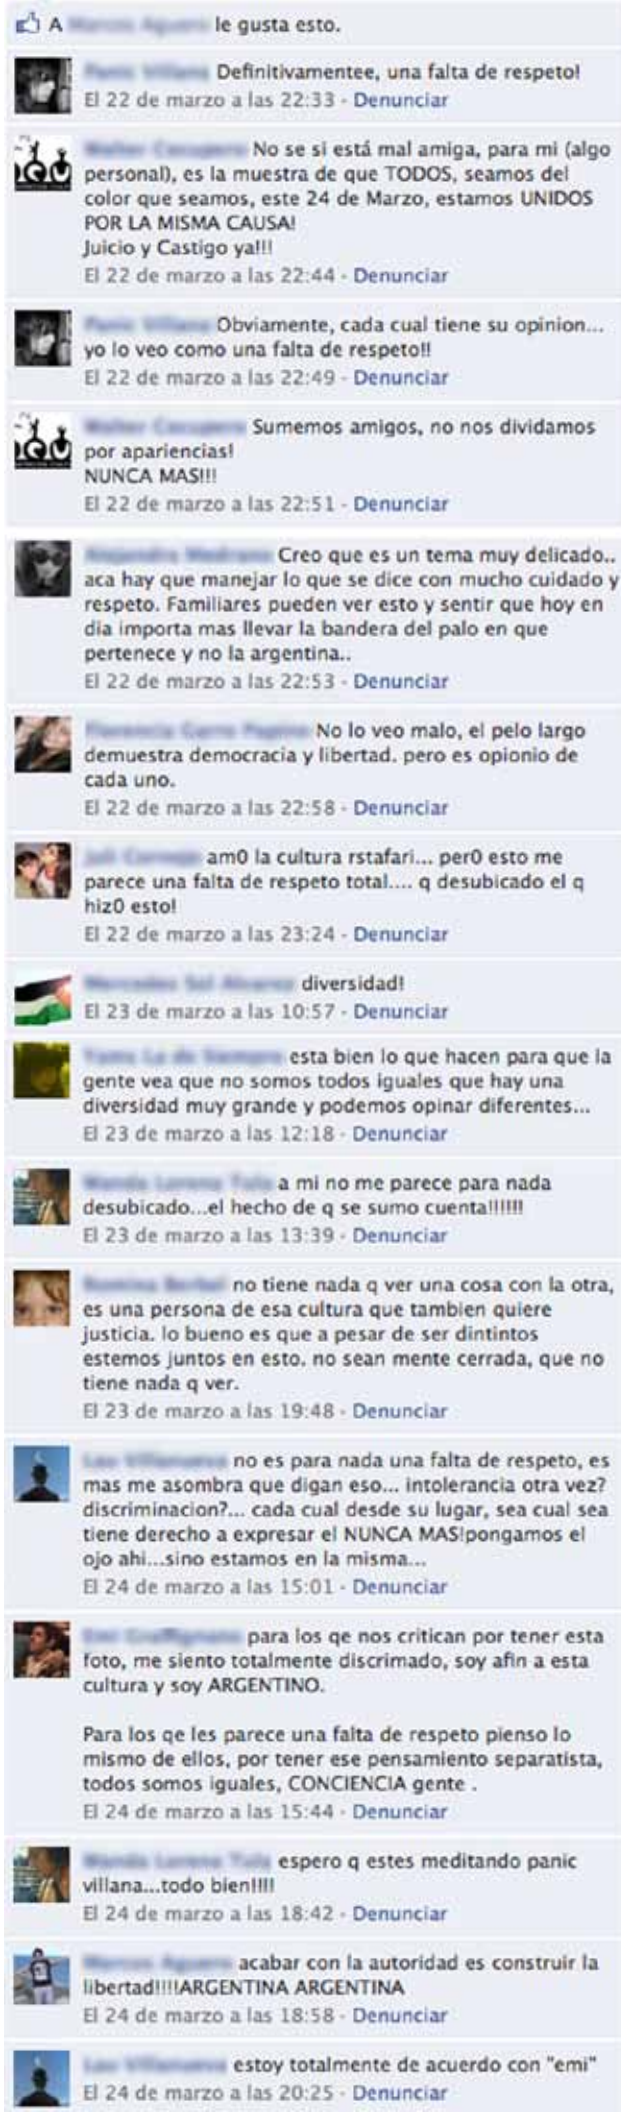 A le gusta esto.
Definitivamentee, una falta de respeto!
El 22 de marzo a las 22:33 · Denunciar
No se si está mal amiga, para mi (algo
personal), es la muestra de que TODOS, seamos del
color que seamos, este 24 de Marzo, estamos UNIDOS
POR LA MISMA CAUSA!
Juicio y Castigo ya!!!
El 22 de marzo a las 22:44 · Denunciar
Obviamente, cada cual tiene su opinion...
yo lo veo como una falta de respeto!!
El 22 de marzo a las 22:49 · Denunciar
Sumemos amigos, no nos dividamos
por apariencias!
NUNCA MAS!!!
El 22 de marzo a las 22:51 · Denunciar
Creo que es un tema muy delicado..
aca hay que manejar lo que se dice con mucho cuidado y
respeto. Familiares pueden ver esto y sentir que hoy en
dia importa mas llevar la bandera del palo en que
pertenece y no la argentina..
El 22 de marzo a las 22:53 · Denunciar
No lo veo malo, el pelo largo
demuestra democracia y libertad. pero es opionio de
cada uno.
El 22 de marzo a las 22:58 · Denunciar
am0 la cultura rstafari... per0 esto me
parece una falta de respeto total.... q desubicado el q
hiz0 esto!
El 22 de marzo a las 23:24 · Denunciar
diversidad!
El 23 de marzo a las 10:57 · Denunciar
esta bien lo que hacen para que la
gente vea que no somos todos iguales que hay una
diversidad muy grande y podemos opinar diferentes...
El 23 de marzo a las 12:18 · Denunciar
a mi no me parece para nada
desubicado...el hecho de q se sumo cuenta!!!!!!
El 23 de marzo a las 13:39 · Denunciar
no tiene nada q ver una cosa con la otra,
es una persona de esa cultura que tambien quiere
justicia. lo bueno es que a pesar de ser dintintos
estemos juntos en esto. no sean mente cerrada, que no
tiene nada q ver.
El 23 de marzo a las 19:48 · Denunciar
no es para nada una falta de respeto, es
mas me asombra que digan eso... intolerancia otra vez?
discriminacion?... cada cual desde su lugar, sea cual sea
tiene derecho a expresar el NUNCA MAS!pongamos el
ojo ahi...sino estamos en la misma...
El 24 de marzo a las 15:01 · Denunciar
para los qe nos critican por tener esta
foto, me siento totalmente discrimado, soy afin a esta
cultura y soy ARGENTINO.
Para los qe les parece una falta de respeto pienso lo
mismo de ellos, por tener ese pensamiento separatista,
todos somos iguales, CONCIENCIA gente .
El 24 de marzo a las 15:44 · Denunciar
espero q estes meditando panic
villana...todo bien!!!!
El 24 de marzo a las 18:42 · Denunciar
acabar con la autoridad es construir la
libertad!!!!ARGENTINA ARGENTINA
El 24 de marzo a las 18:58 · Denunciar
estoy totalmente de acuerdo con "emi"
El 24 de marzo a las 20:25 · Denunciar